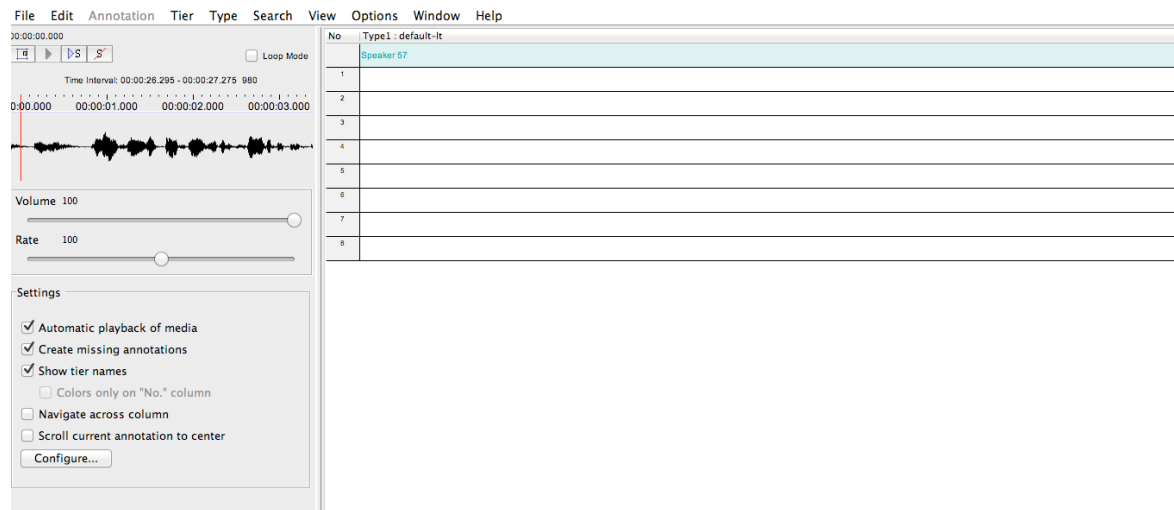 File Edit Annotation Tier Type Search View Options Window Help
00:00:00.000
Loop Mode
Time Interval: 00:00:26.295 - 00:00:27.275 980
0:00.000 00:00:01.000 00:00:02.000 00:00:03.000
Volume 100
Rate 100
Settings
Automatic playback of media
Create missing annotations
Show tier names
Colors only on "No." column
Navigate across column
Scroll current annotation to center
Configure...
No Type1 : default-lt
Speaker 57
1
2
3
4
5
6
7
8